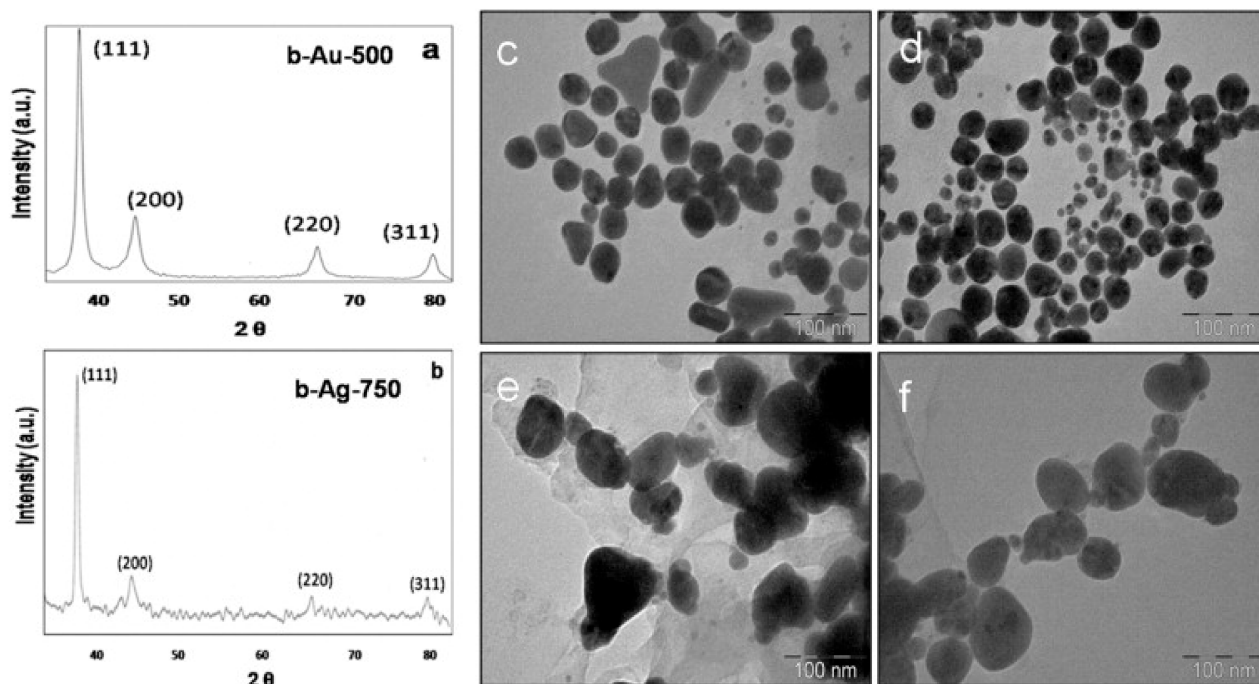 (111)
b-Au-500
a
(200)
(220)
(311)
Intensity (a.u.)
40 50 60 70 80
2 θ
b
(111)
b-Ag-750
(200)
(220)
(311)
Intensity (a.u.)
40 50 60 70 80
2 θ
c
100 nm
d
100 nm
e
100 nm
f
100 nm